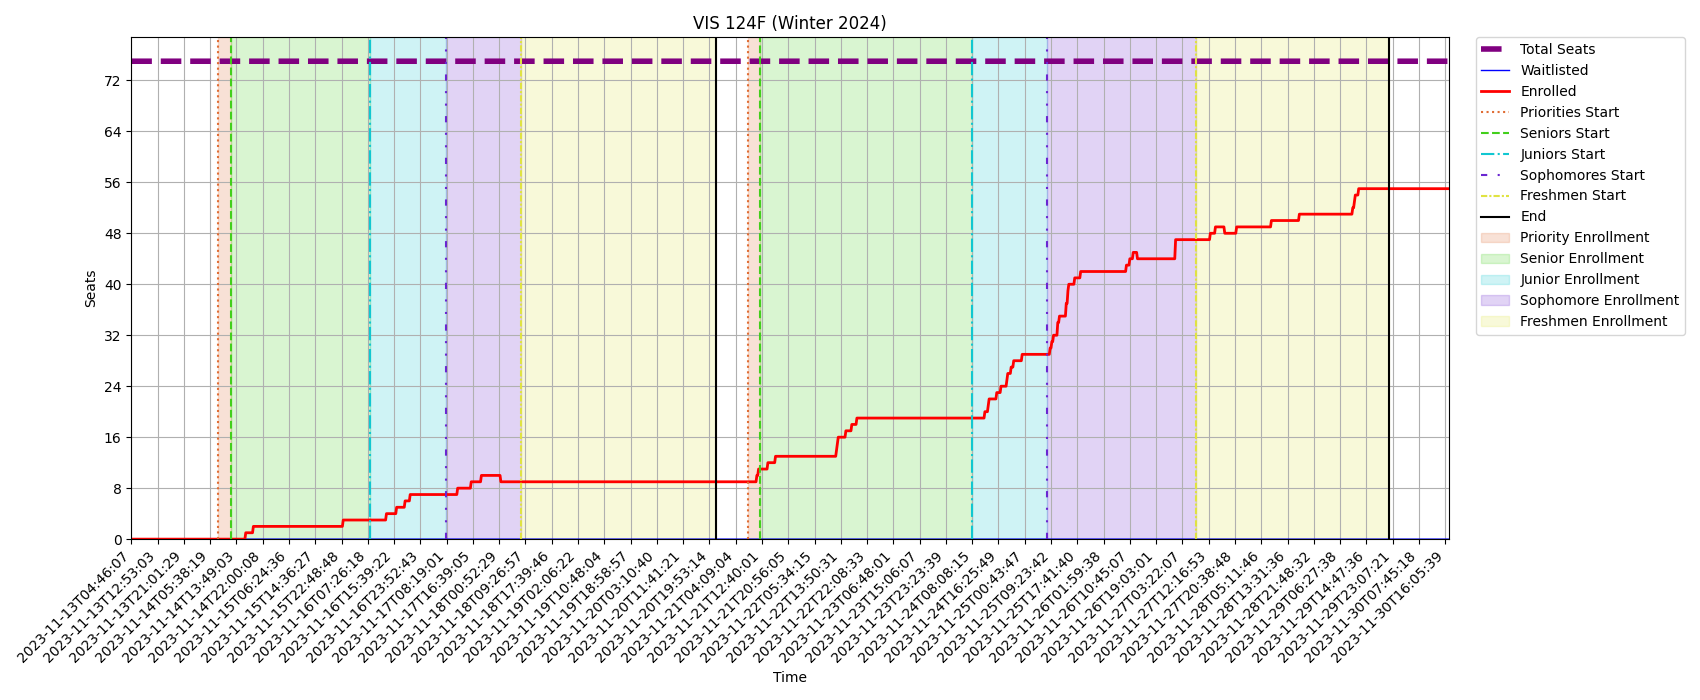 VIS 124F (Winter 2024)
Total Seats
Waitlisted
Enrolled
Priorities Start
Seniors Start
Juniors Start
Sophomores Start
Freshmen Start
End
Priority Enrollment
Senior Enrollment
Junior Enrollment
Sophomore Enrollment
Freshmen Enrollment
Seats
72
64
56
48
40
32
24
16
8
0
2023-11-13T04:46:07
2023-11-13T12:53:03
2023-11-13T21:01:29
2023-11-14T05:38:19
2023-11-14T13:49:03
2023-11-14T22:00:08
2023-11-15T06:24:36
2023-11-15T14:36:27
2023-11-15T22:48:48
2023-11-16T07:26:18
2023-11-16T15:39:22
2023-11-16T23:52:43
2023-11-17T08:19:01
2023-11-17T16:39:05
2023-11-18T00:52:29
2023-11-18T09:26:57
2023-11-18T17:39:46
2023-11-19T02:06:22
2023-11-19T10:48:04
2023-11-19T18:58:57
2023-11-20T03:10:40
2023-11-20T11:41:21
2023-11-20T19:53:14
2023-11-21T04:09:04
2023-11-21T12:40:01
2023-11-21T20:56:05
2023-11-22T05:34:15
2023-11-22T13:50:31
2023-11-22T22:08:33
2023-11-23T06:48:01
2023-11-23T15:06:07
2023-11-23T23:23:39
2023-11-24T08:08:15
2023-11-24T16:25:49
2023-11-25T00:43:47
2023-11-25T09:23:42
2023-11-25T17:41:40
2023-11-26T01:59:38
2023-11-26T10:45:07
2023-11-26T19:03:01
2023-11-27T03:22:07
2023-11-27T12:16:53
2023-11-27T20:38:48
2023-11-28T05:11:46
2023-11-28T13:31:36
2023-11-28T21:48:32
2023-11-29T06:27:38
2023-11-29T14:47:36
2023-11-29T23:07:21
2023-11-30T07:45:18
2023-11-30T16:05:39
Time